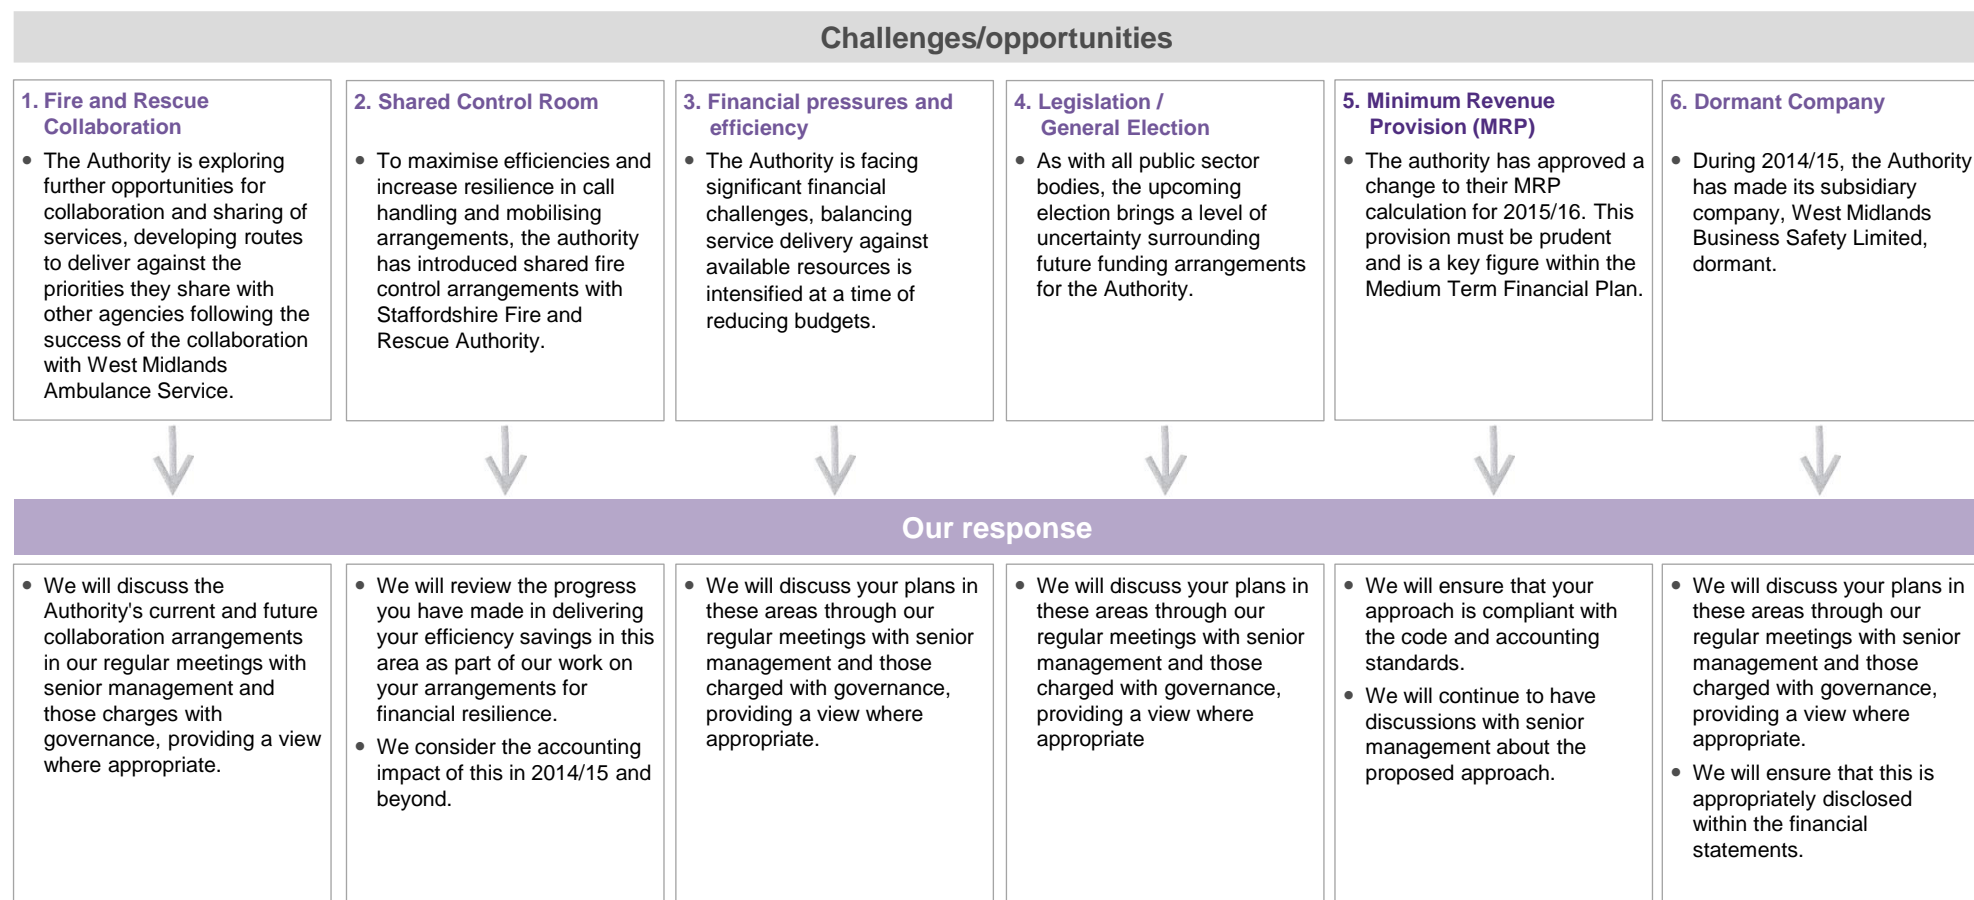 Challenges/opportunities
1. Fire and Rescue
Collaboration
• The Authority is exploring
further opportunities for
collaboration and sharing of
services, developing routes
to deliver against the
priorities they share with
other agencies following the
success of the collaboration
with West Midlands
Ambulance Service.
2. Shared Control Room
• To maximise efficiencies and
increase resilience in call
handling and mobilising
arrangements, the authority
has introduced shared fire
control arrangements with
Staffordshire Fire and
Rescue Authority.
3. Financial pressures and
efficiency
• The Authority is facing
significant financial
challenges, balancing
service delivery against
available resources is
intensified at a time of
reducing budgets.
4. Legislation /
General Election
• As with all public sector
bodies, the upcoming
election brings a level of
uncertainty surrounding
future funding arrangements
for the Authority.
5. Minimum Revenue
Provision (MRP)
• The authority has approved a
change to their MRP
calculation for 2015/16. This
provision must be prudent
and is a key figure within the
Medium Term Financial Plan.
6. Dormant Company
• During 2014/15, the Authority
has made its subsidiary
company, West Midlands
Business Safety Limited,
dormant.
Our response
• We will discuss the
Authority's current and future
collaboration arrangements
in our regular meetings with
senior management and
those charges with
governance, providing a view
where appropriate.
• We will review the progress
you have made in delivering
your efficiency savings in this
area as part of our work on
your arrangements for
financial resilience.
• We consider the accounting
impact of this in 2014/15 and
beyond.
• We will discuss your plans in
these areas through our
regular meetings with senior
management and those
charged with governance,
providing a view where
appropriate.
• We will discuss your plans in
these areas through our
regular meetings with senior
management and those
charged with governance,
providing a view where
appropriate
• We will ensure that your
approach is compliant with
the code and accounting
standards.
• We will continue to have
discussions with senior
management about the
proposed approach.
• We will discuss your plans in
these areas through our
regular meetings with senior
management and those
charged with governance,
providing a view where
appropriate.
• We will ensure that this is
appropriately disclosed
within the financial
statements.